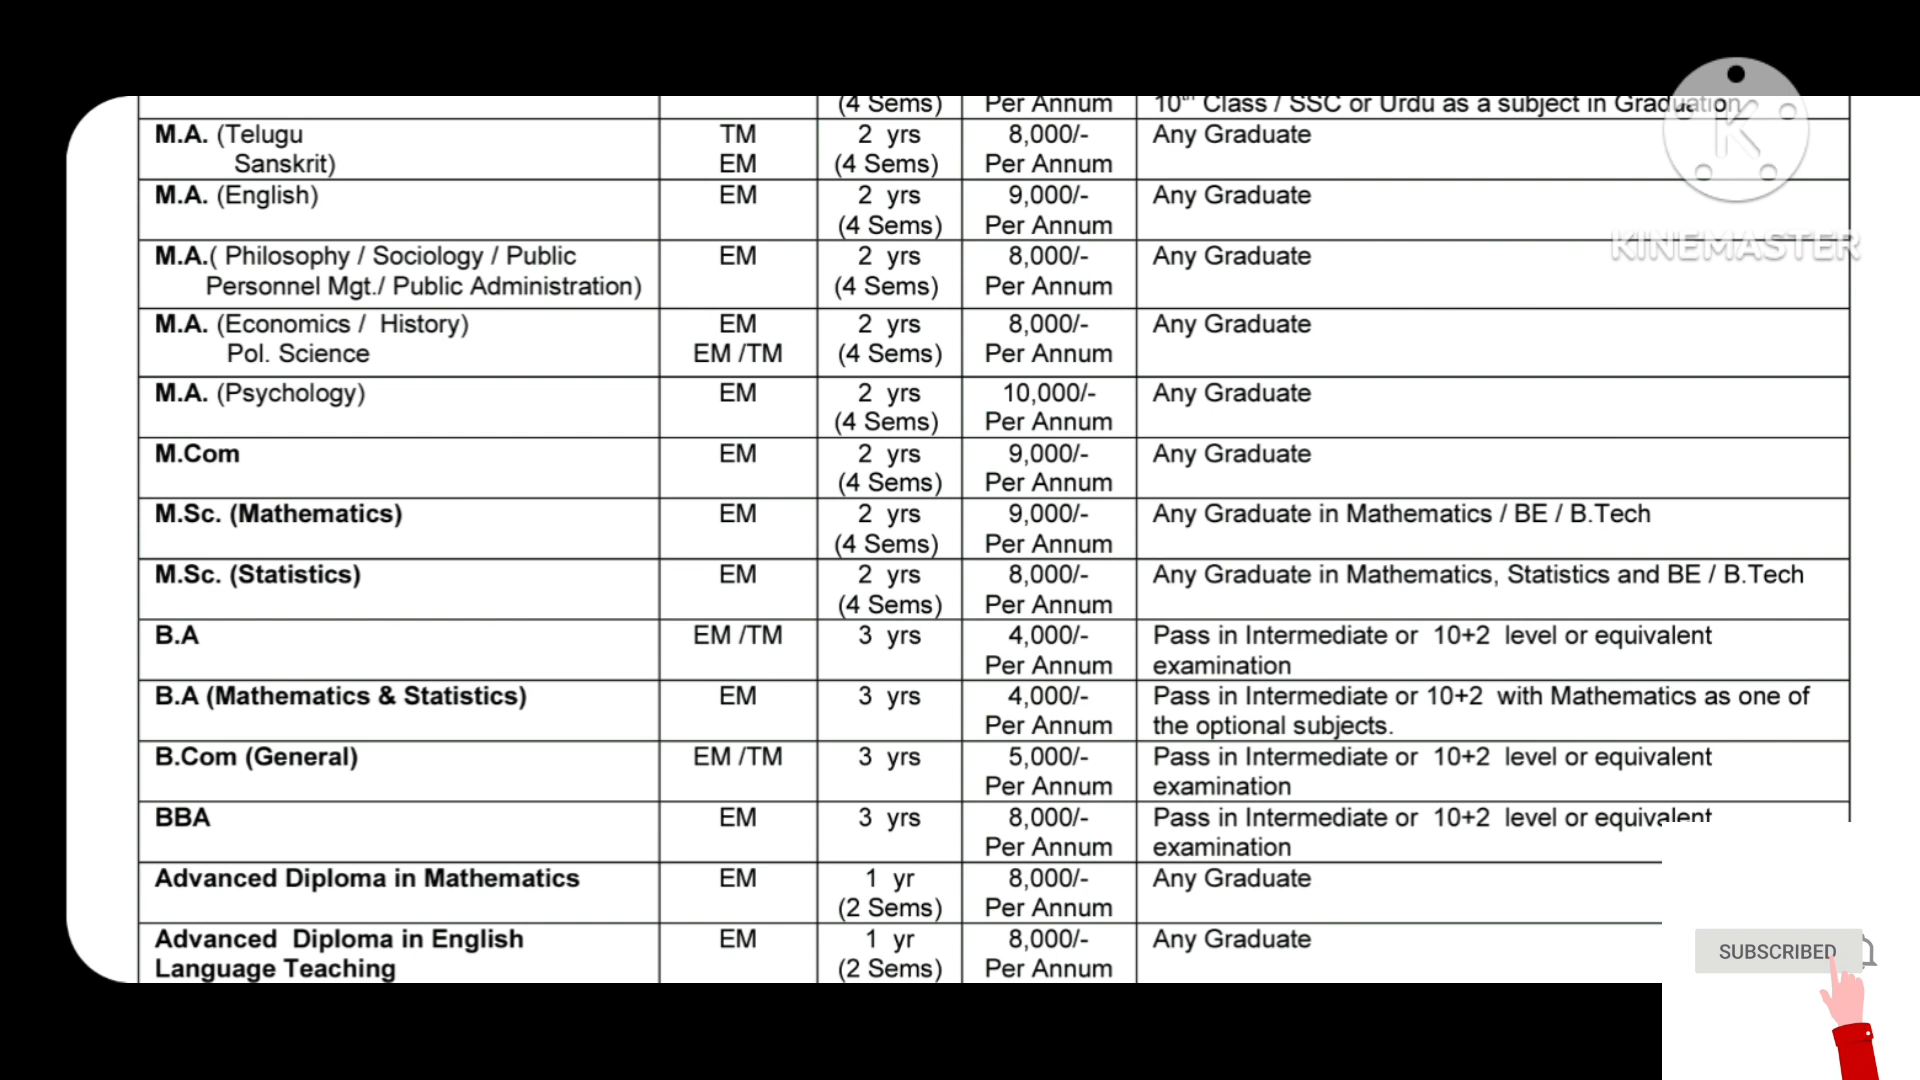 (4 Sems) Per Annum 10th Class / SSC or Urdu as a subject in Graduation
M.A. (Telugu TM 2 yrs 8,000/- Any Graduate
Sanskrit) EM (4 Sems) Per Annum
M.A. (English) EM 2 yrs 9,000/- Any Graduate
(4 Sems) Per Annum
M.A.( Philosophy / Sociology / Public EM 2 yrs 8,000/- Any Graduate
Personnel Mgt./ Public Administration) (4 Sems) Per Annum
M.A. (Economics / History) EM 2 yrs 8,000/- Any Graduate
Pol. Science EM /TM (4 Sems) Per Annum
M.A. (Psychology) EM 2 yrs 10,000/- Any Graduate
(4 Sems) Per Annum
M.Com EM 2 yrs 9,000/- Any Graduate
(4 Sems) Per Annum
M.Sc. (Mathematics) EM 2 yrs 9,000/- Any Graduate in Mathematics / BE / B.Tech
(4 Sems) Per Annum
M.Sc. (Statistics) EM 2 yrs 8,000/- Any Graduate in Mathematics, Statistics and BE / B.Tech
(4 Sems) Per Annum
B.A EM /TM 3 yrs 4,000/- Pass in Intermediate or 10+2 level or equivalent
Per Annum examination
B.A (Mathematics & Statistics) EM 3 yrs 4,000/- Pass in Intermediate or 10+2 with Mathematics as one of
Per Annum the optional subjects.
B.Com (General) EM /TM 3 yrs 5,000/- Pass in Intermediate or 10+2 level or equivalent
Per Annum examination
BBA EM 3 yrs 8,000/- Pass in Intermediate or 10+2 level or equivalent
Per Annum examination
Advanced Diploma in Mathematics EM 1 yr 8,000/- Any Graduate
(2 Sems) Per Annum
Advanced Diploma in English EM 1 yr 8,000/- Any Graduate
Language Teaching (2 Sems) Per Annum
K
KINEMASTER
SUBSCRIBED